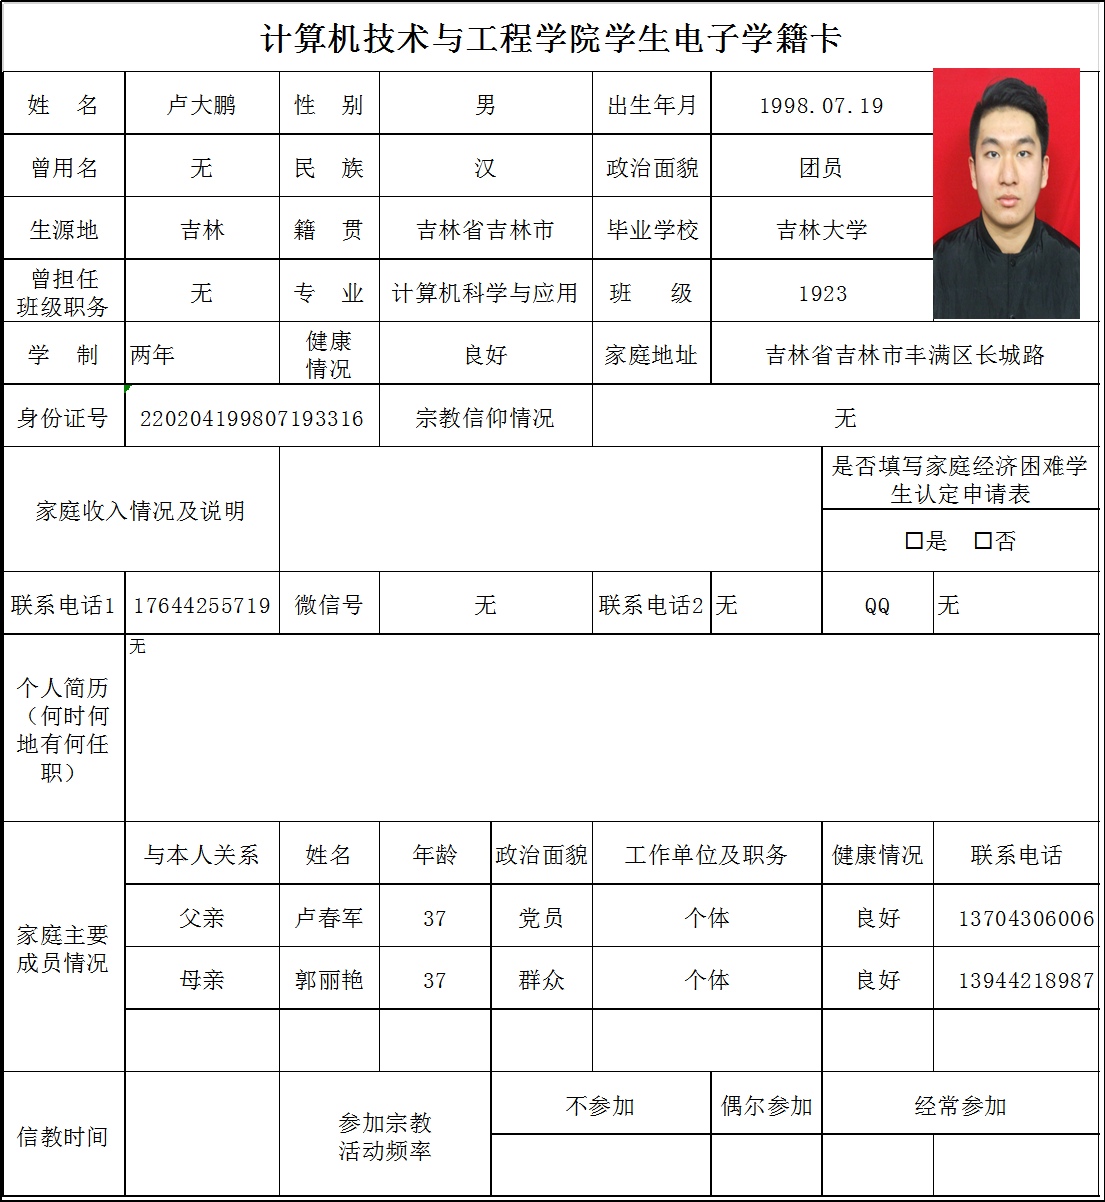 计算机技术与工程学院学生电子学籍卡
姓 名 卢大鹏 性 别 男 出生年月 1998.07.19
曾用名 无 民 族 汉 政治面貌 团员
生源地 吉林 籍 贯 吉林省吉林市 毕业学校 吉林大学
曾担任
班级职务 无 专 业 计算机科学与应用 班 级 1923
学 制 两年 健康
情况 良好 家庭地址 吉林省吉林市丰满区长城路
身份证号 220204199807193316 宗教信仰情况 无
家庭收入情况及说明
是否填写家庭经济困难学
生认定申请表
□是 □否
联系电话1 17644255719 微信号 无 联系电话2 无 QQ 无
个人简历
（何时何
地有何任
职）
无
家庭主要
成员情况
与本人关系 姓名 年龄 政治面貌 工作单位及职务 健康情况 联系电话
父亲 卢春军 37 党员 个体 良好 13704306006
母亲 郭丽艳 37 群众 个体 良好 13944218987
信教时间
参加宗教
活动频率
不参加 偶尔参加 经常参加